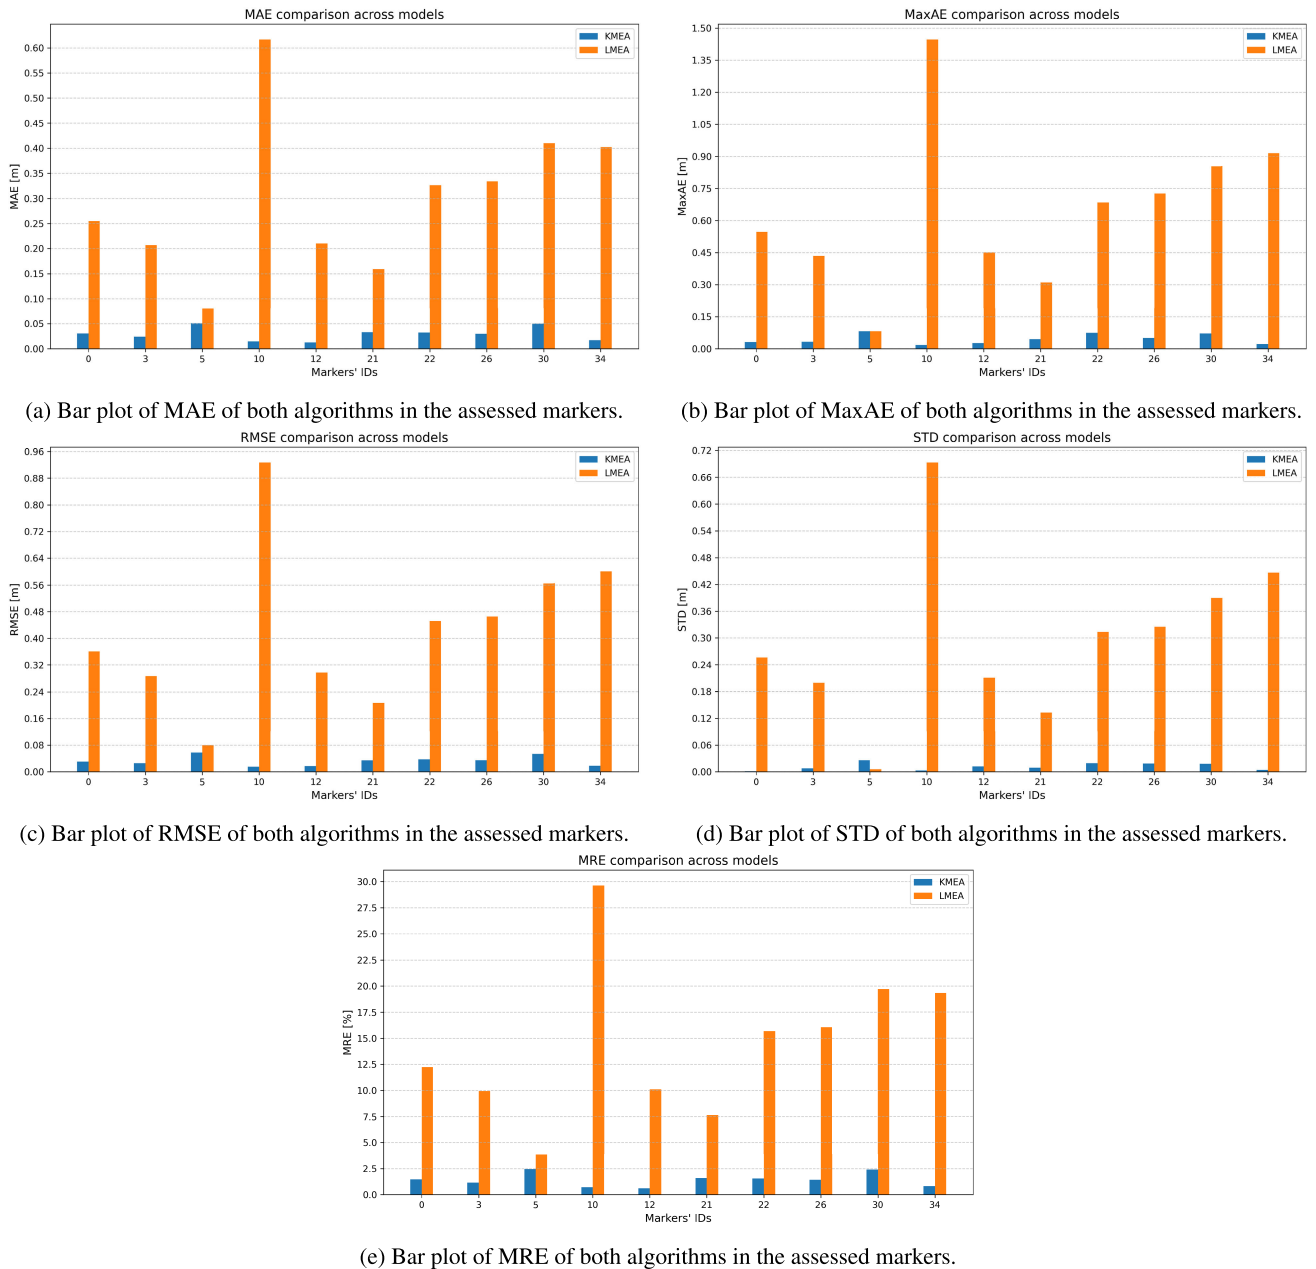 MAE comparison across models
KMEA
LMEA
0.60
0.55
0.50
0.45
0.40
0.35
0.30
0.25
0.20
0.15
0.10
0.05
0.00
MAE [m]
0 3 5 10 12 21 22 26 30 34
Markers' IDs
(a) Bar plot of MAE of both algorithms in the assessed markers.
MaxAE comparison across models
KMEA
LMEA
1.50
1.35
1.20
1.05
0.90
0.75
0.60
0.45
0.30
0.15
0.00
MaxAE [m]
0 3 5 10 12 21 22 26 30 34
Markers' IDs
(b) Bar plot of MaxAE of both algorithms in the assessed markers.
RMSE comparison across models
KMEA
LMEA
0.96
0.88
0.80
0.72
0.64
0.56
0.48
0.40
0.32
0.24
0.16
0.08
0.00
RMSE [m]
0 3 5 10 12 21 22 26 30 34
Markers' IDs
(c) Bar plot of RMSE of both algorithms in the assessed markers.
STD comparison across models
KMEA
LMEA
0.72
0.66
0.60
0.54
0.48
0.42
0.36
0.30
0.24
0.18
0.12
0.06
0.00
STD [m]
0 3 5 10 12 21 22 26 30 34
Markers' IDs
(d) Bar plot of STD of both algorithms in the assessed markers.
MRE comparison across models
KMEA
LMEA
30.0
27.5
25.0
22.5
20.0
17.5
15.0
12.5
10.0
7.5
5.0
2.5
0.0
MRE [%]
0 3 5 10 12 21 22 26 30 34
Markers' IDs
(e) Bar plot of MRE of both algorithms in the assessed markers.